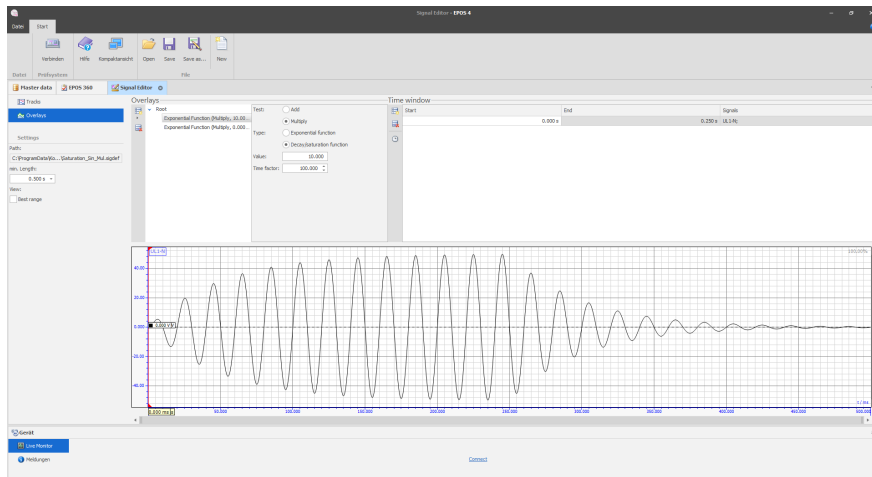 Signal Editor - EPOS 4
Datei Start
Verbinden Hilfe Kompaktansicht Open Save Save as... New
Datei Prüfsystem File
Master data EPOS 360 Signal Editor
Tracks
Overlays
Settings
Path:
C:\ProgramData\Ko...\Saturation_Sin_Mul.sigdef
min. Length:
0.500 s
View:
Best range
Overlays
Root
Exponential Function (Multiply, 10.00...
Exponential Function (Multiply, 0.000...
Test: Add
Multiply
Type: Exponential function
Decay/saturation function
Value: 10.000
Time factor: 100.000
Time window
Start End Signals
0.000 s 0.250 s UL1-N;
UL1-N
100.00%
40.00
20.00
0.000
0.000 V
-20.00
-40.00
t / ms
0.000 ms 50.000 100.000 150.000 200.000 250.000 300.000 350.000 400.000 450.000 500.000
Gerät
Live Monitor
Meldungen
Connect